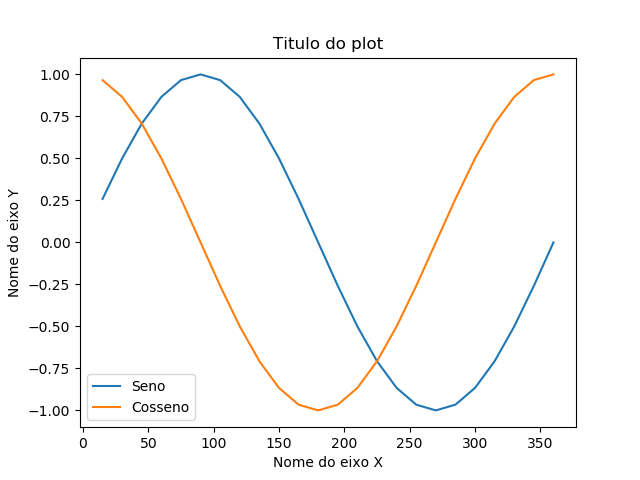 Titulo do plot
Nome do eixo Y
1.00
0.75
0.50
0.25
0.00
−0.25
−0.50
−0.75
−1.00
Seno
Cosseno
0 50 100 150 200 250 300 350
Nome do eixo X